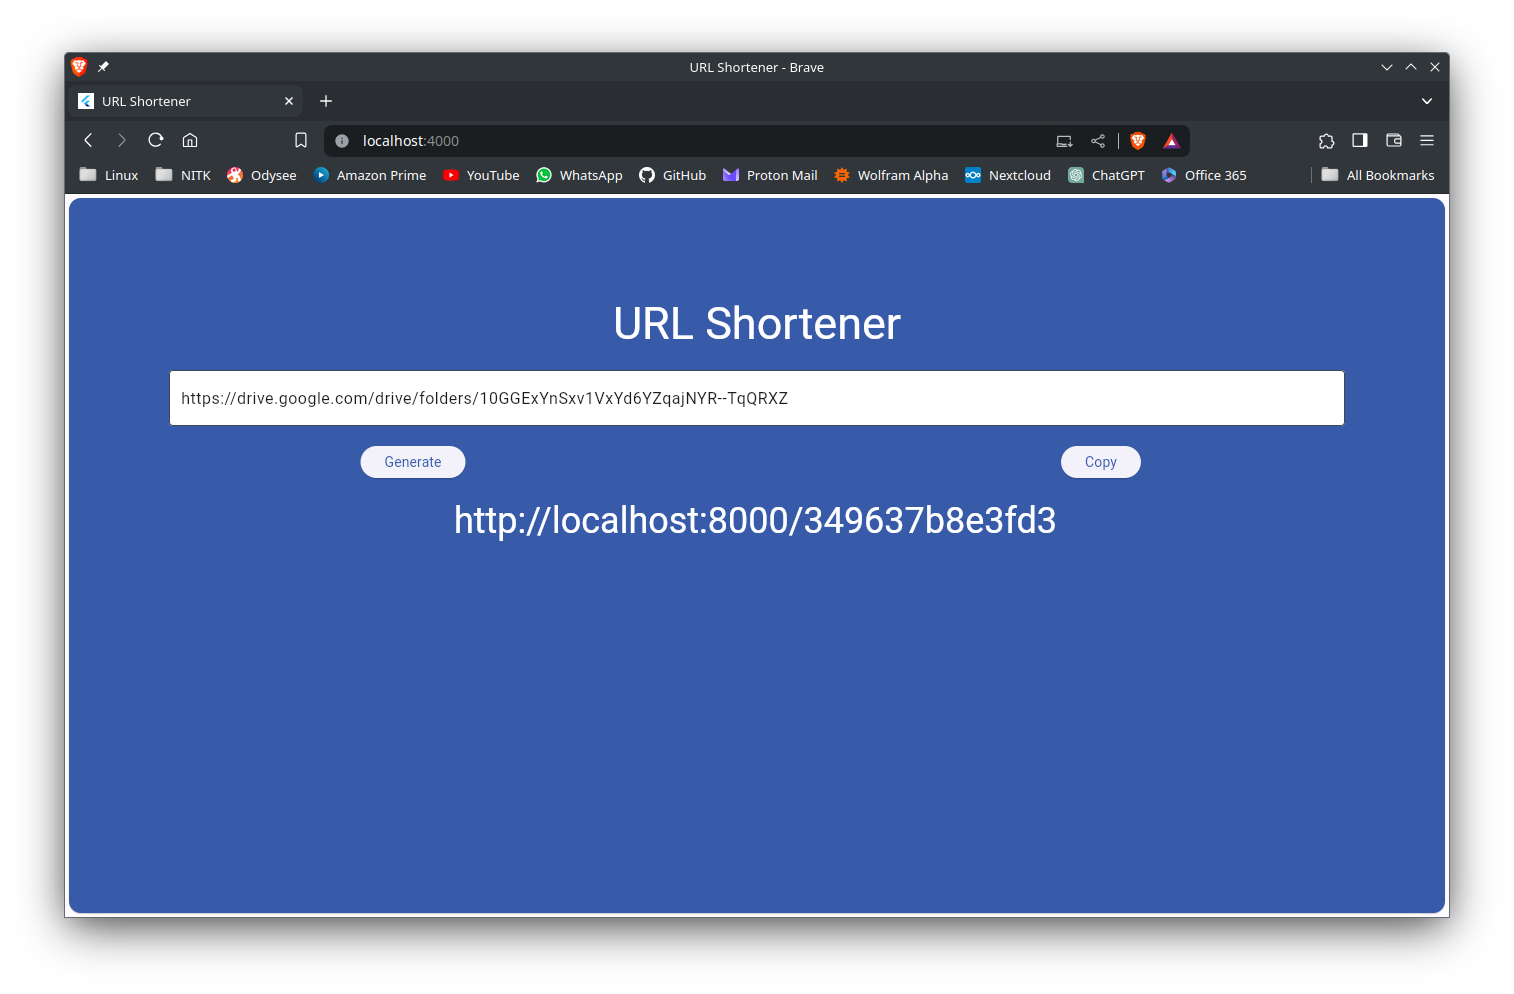 URL Shortener - Brave
URL Shortener
localhost:4000
Linux NITK Odysee Amazon Prime YouTube WhatsApp GitHub Proton Mail Wolfram Alpha Nextcloud ChatGPT Office 365 All Bookmarks
URL Shortener
https://drive.google.com/drive/folders/10GGExYnSxv1VxYd6YZqajNYR--TqQRXZ
Generate Copy
http://localhost:8000/349637b8e3fd3